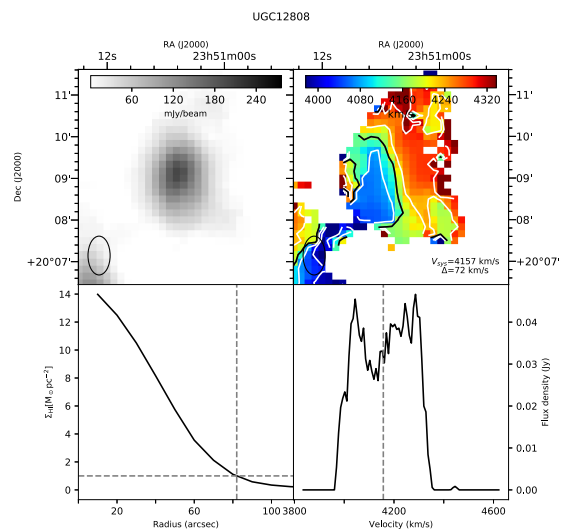 UGC12808
RA (J2000)
RA (J2000)
12s
23h51m00s
12s
23h51m00s
11'
10'
09'
08'
+20°07'
Dec (J2000)
60
120
180
240
mJy/beam
4000
4080
4160
4240
4320
km/s
V_sys=4157 km/s
Δ=72 km/s
11'
10'
09'
08'
+20°07'
14
12
10
8
6
4
2
0
Σ_HI[M_⊙ pc⁻²]
20
60
100
Radius (arcsec)
3800
4200
4600
Velocity (km/s)
0.04
0.03
0.02
0.01
0.00
Flux density (Jy)